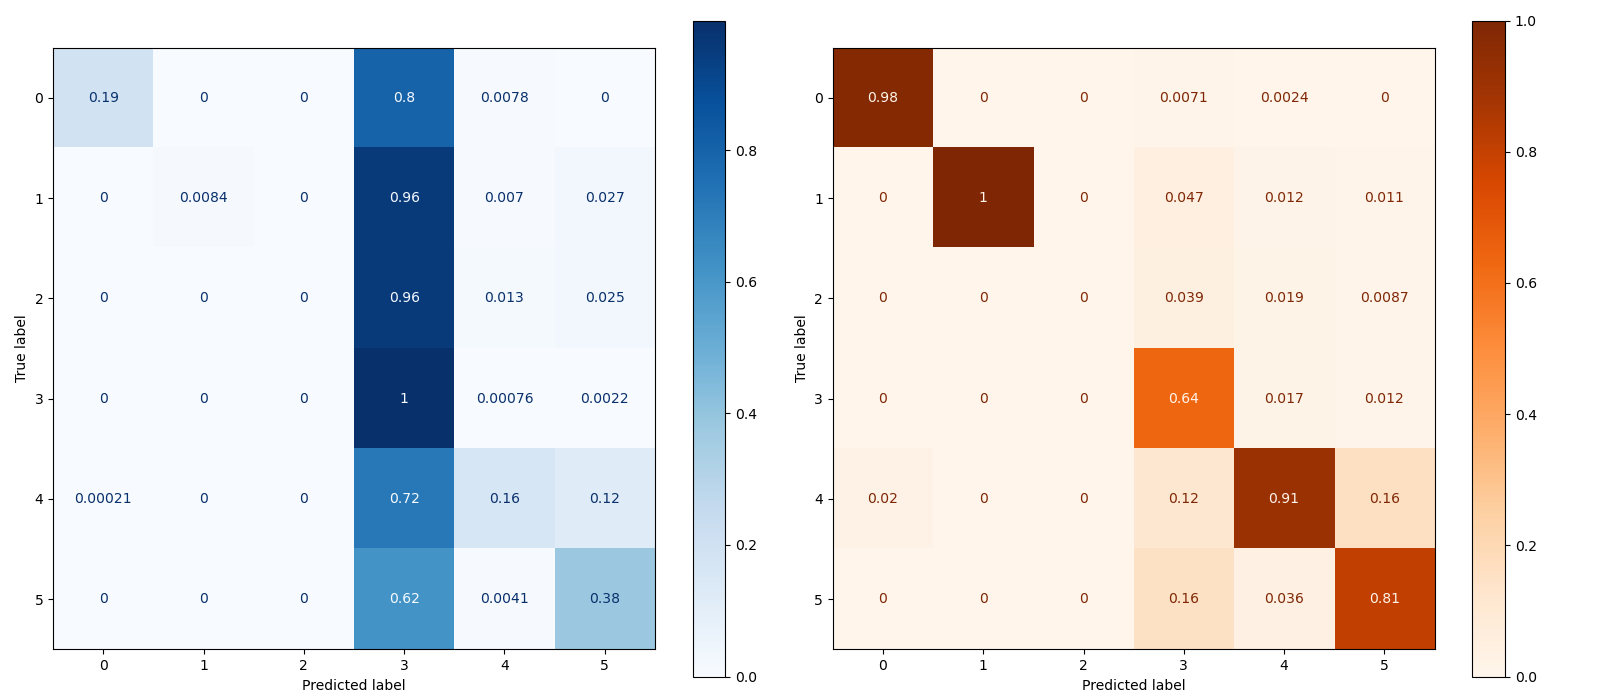 0 0.19 0 0 0.8 0.0078 0
1 0 0.0084 0 0.96 0.007 0.027
2 0 0 0 0.96 0.013 0.025
3 0 0 0 1 0.00076 0.0022
4 0.00021 0 0 0.72 0.16 0.12
5 0 0 0 0.62 0.0041 0.38
0 1 2 3 4 5
Predicted label
True label
0.8
0.6
0.4
0.2
0.0
0 0.98 0 0 0.0071 0.0024 0
1 0 1 0 0.047 0.012 0.011
2 0 0 0 0.039 0.019 0.0087
3 0 0 0 0.64 0.017 0.012
4 0.02 0 0 0.12 0.91 0.16
5 0 0 0 0.16 0.036 0.81
0 1 2 3 4 5
Predicted label
True label
1.0
0.8
0.6
0.4
0.2
0.0